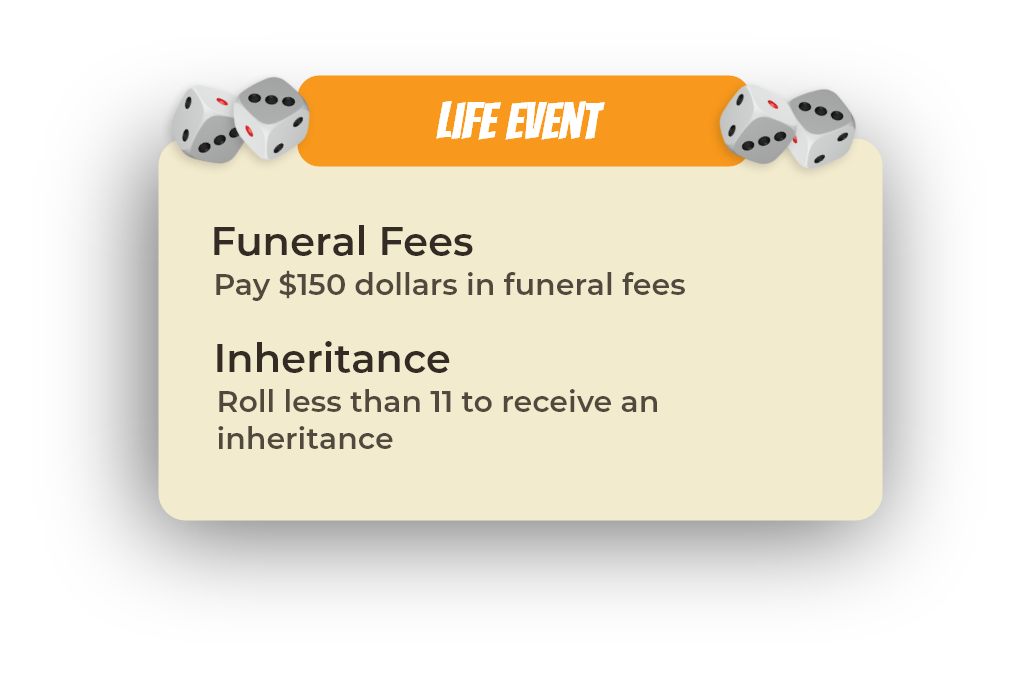 LIFE EVENT
Funeral Fees
Pay $150 dollars in funeral fees
Inheritance
Roll less than 11 to receive an
inheritance